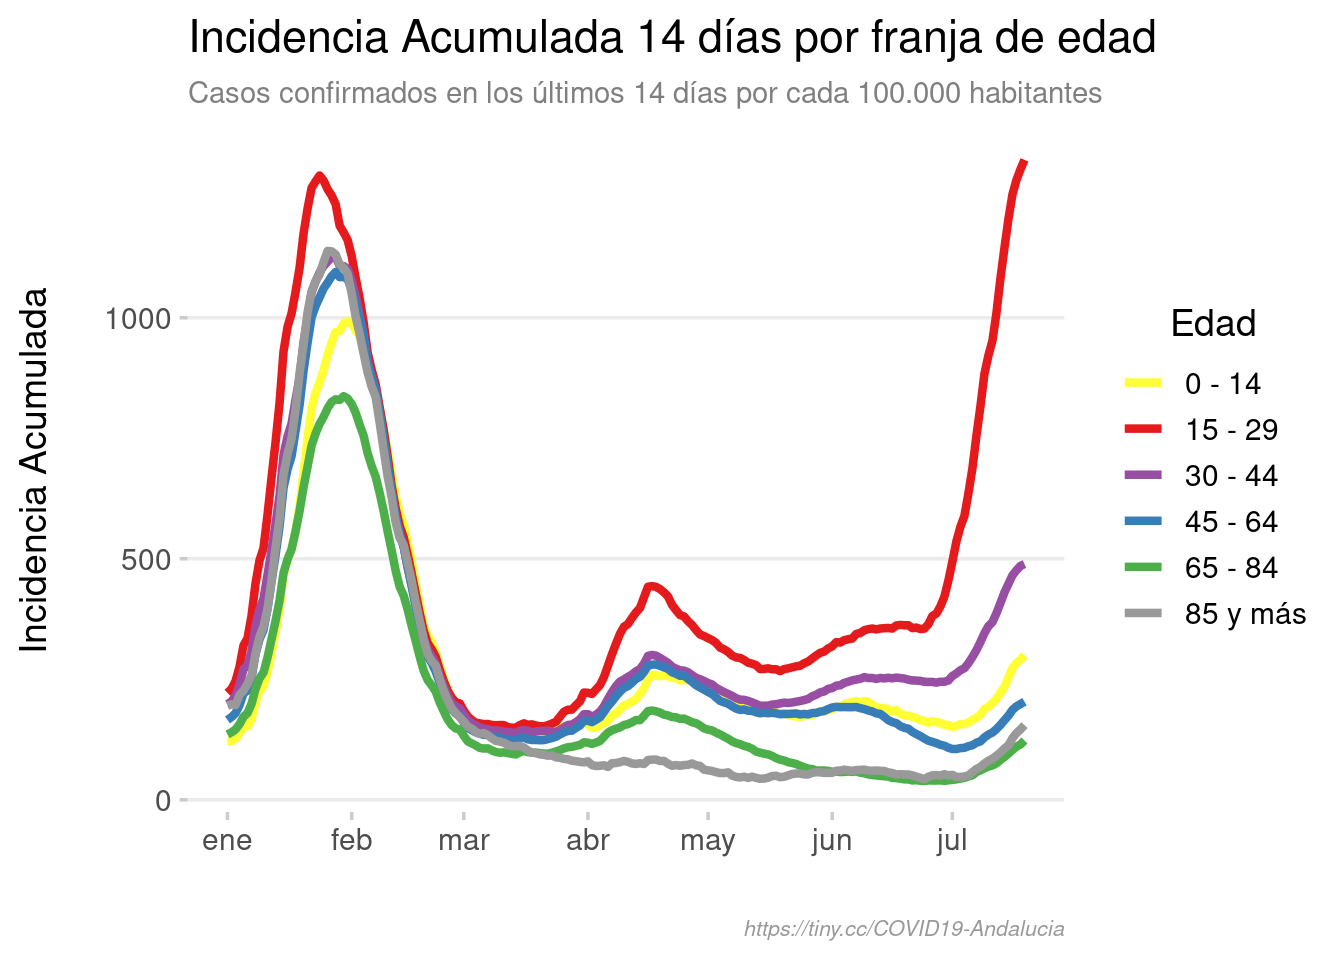 Incidencia Acumulada 14 días por franja de edad
Casos confirmados en los últimos 14 días por cada 100.000 habitantes
Incidencia Acumulada
1000
500
0
ene feb mar abr may jun jul
Edad
0 - 14
15 - 29
30 - 44
45 - 64
65 - 84
85 y más
https://tiny.cc/COVID19-Andalucia